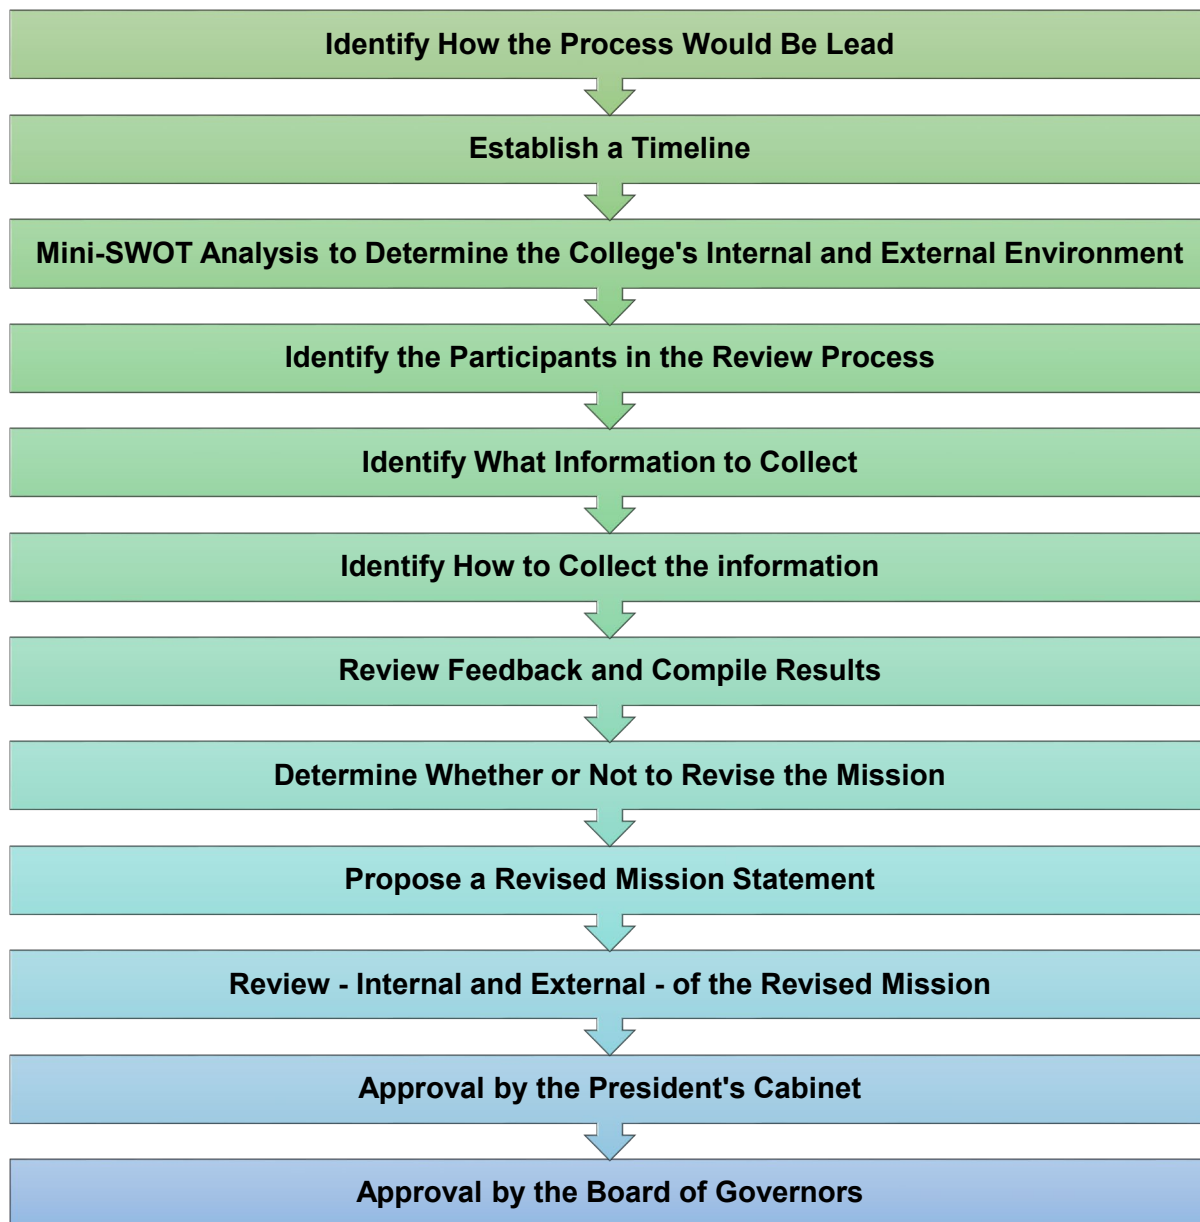 Identify How the Process Would Be Lead
Establish a Timeline
Mini-SWOT Analysis to Determine the College's Internal and External Environment
Identify the Participants in the Review Process
Identify What Information to Collect
Identify How to Collect the information
Review Feedback and Compile Results
Determine Whether or Not to Revise the Mission
Propose a Revised Mission Statement
Review - Internal and External - of the Revised Mission
Approval by the President's Cabinet
Approval by the Board of Governors